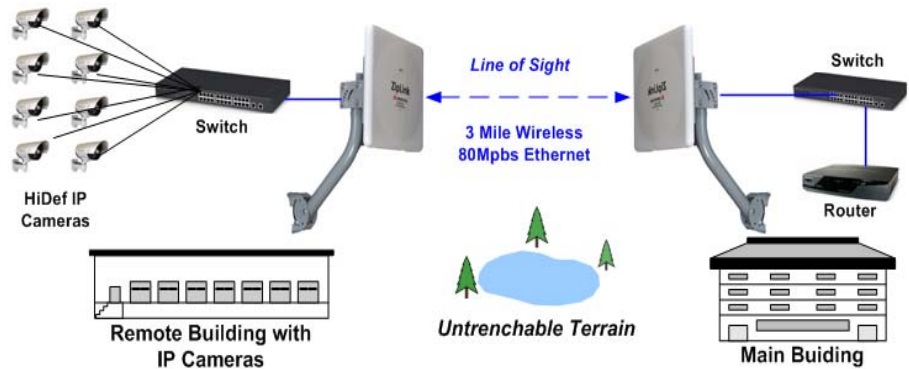 HiDef IP
Cameras
Switch
ZipLink
Line of Sight
3 Mile Wireless
80Mpbs Ethernet
ZipLink
Switch
Router
Remote Building with
IP Cameras
Untrenchable Terrain
Main Buiding